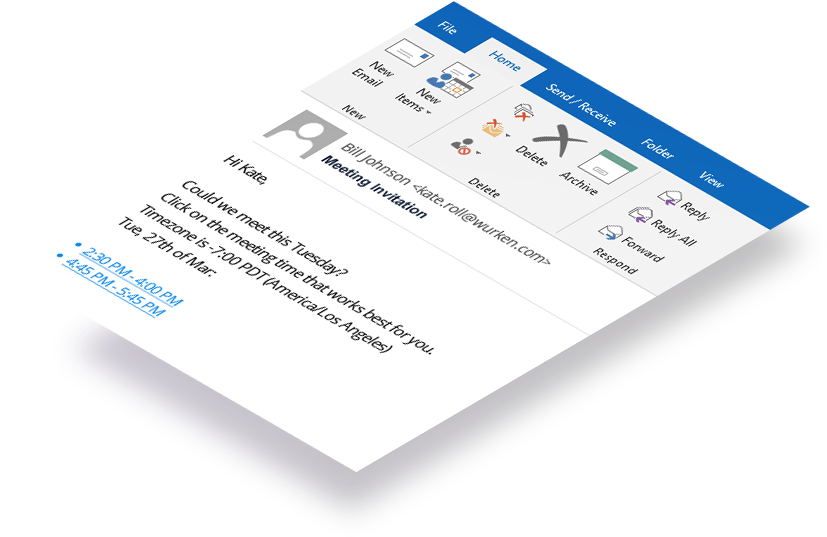 File
Home
Send / Receive
Folder
View
New
Email
New
Items
New
Delete
Archive
Delete
Reply
Reply All
Forward
Respond
Bill Johnson <kate.roll@wurken.com>
Meeting Invitation
Hi Kate,
Could we meet this Tuesday?
Click on the meeting time that works best for you.
Timezone is -7:00 PDT (America/Los Angeles)
Tue, 27th of Mar:
• 2:30 PM - 4:00 PM
• 4:45 PM - 5:45 PM